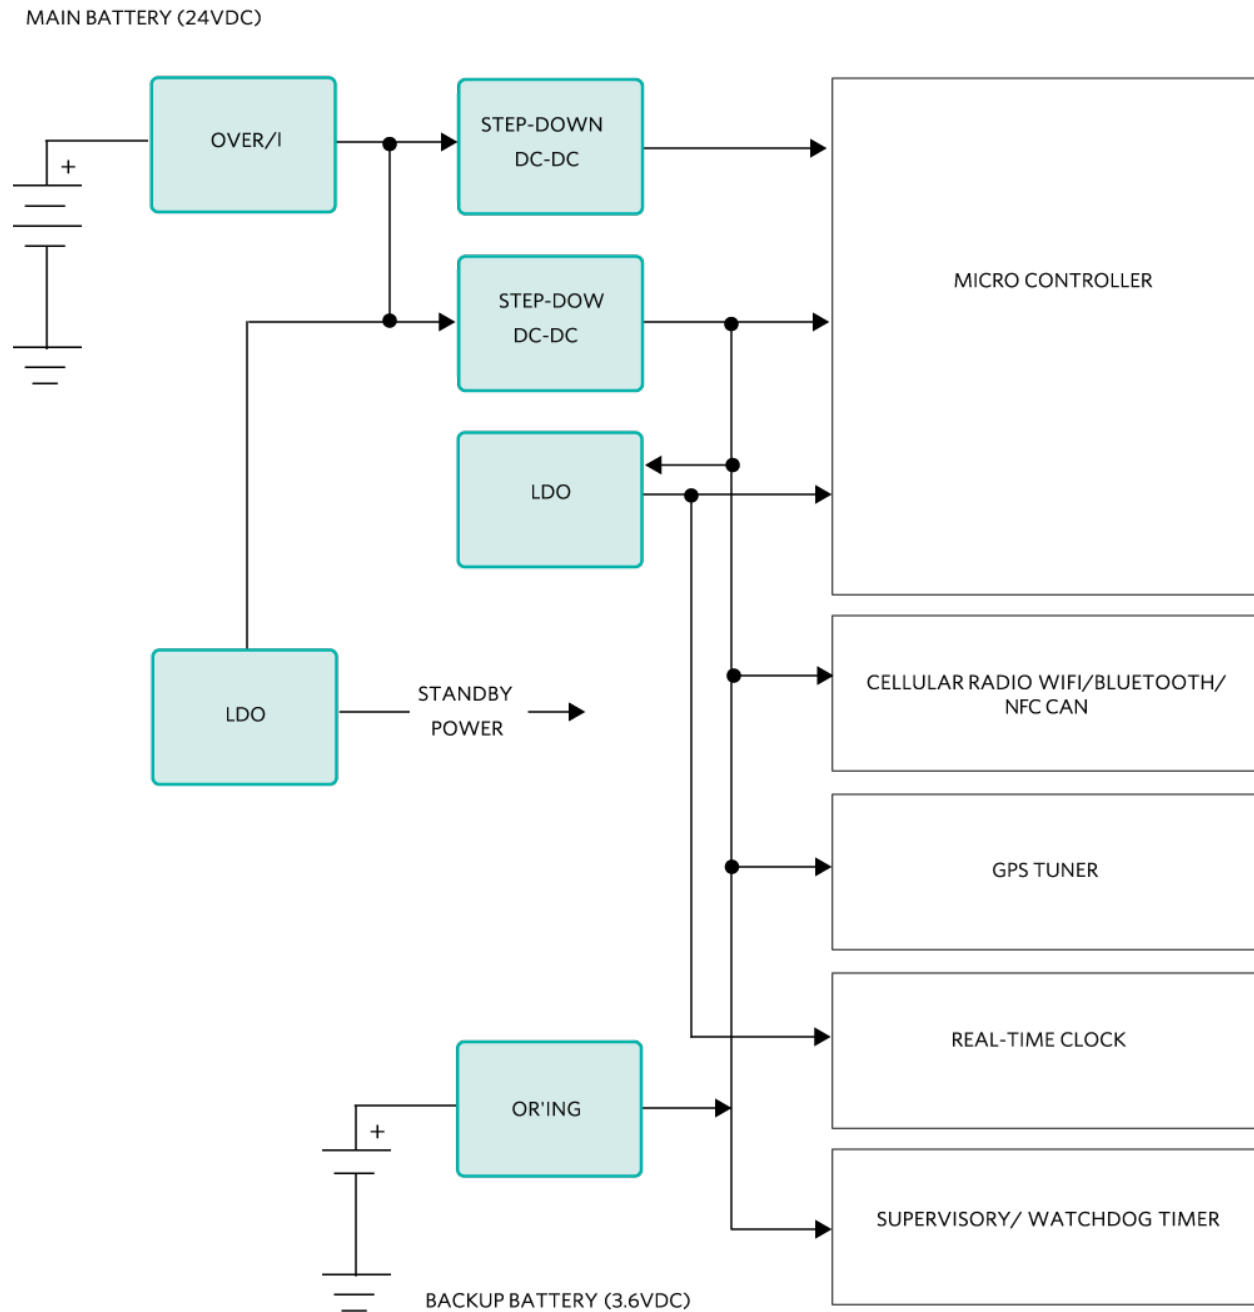 MAIN BATTERY (24VDC)
OVER/I
STEP-DOWN
DC-DC
+
MICRO CONTROLLER
STEP-DOW
DC-DC
LDO
LDO
STANDBY
POWER
CELLULAR RADIO WIFI/BLUETOOTH/
NFC CAN
GPS TUNER
REAL-TIME CLOCK
OR'ING
+
SUPERVISORY/ WATCHDOG TIMER
BACKUP BATTERY (3.6VDC)